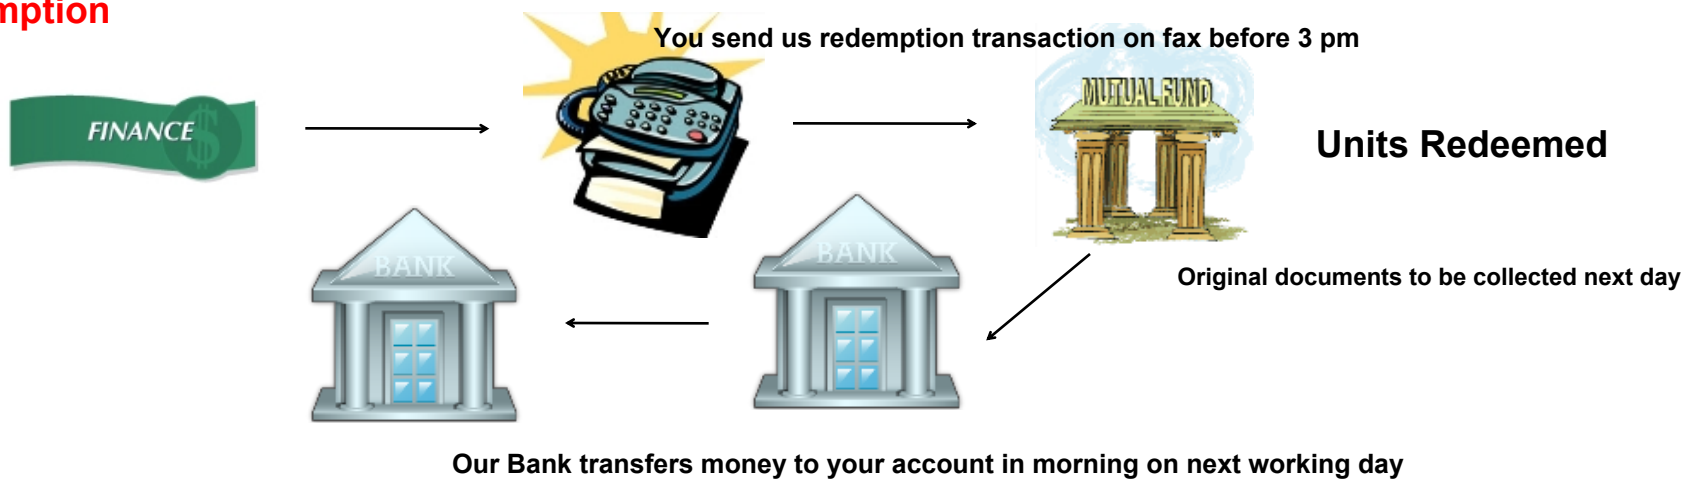 mption
You send us redemption transaction on fax before 3 pm
MUTUAL FUND
FINANCE
Units Redeemed
BANK
BANK
Original documents to be collected next day
Our Bank transfers money to your account in morning on next working day